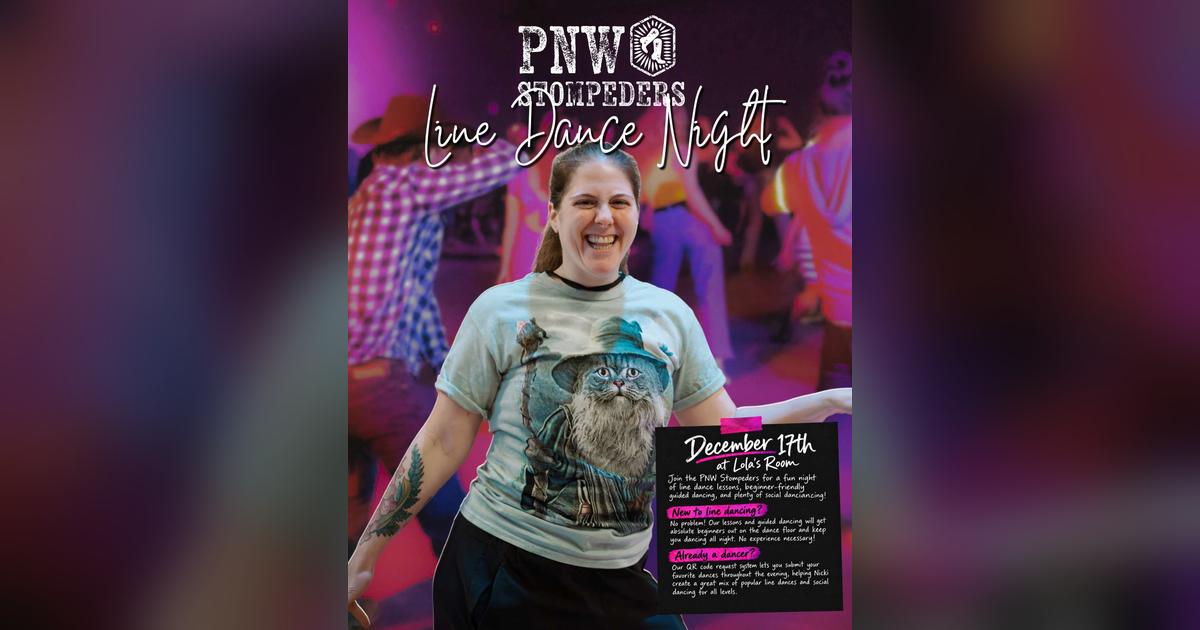 PNW
STOMPEDERS
Line Dance Night
December 17th
at Lola's Room
Join the PNW Stompeders for a fun night
of line dance lessons, beginner-friendly
guided dancing, and plenty of social danciancing!
New to line dancing?
No problem! Our lessons and guided dancing will get
absolute beginners out on the dance floor and keep
you dancing all night. No experience necessary!
Already a dancer?
Our QR code request system lets you submit your
favorite dances throughout the evening, helping Nicki
create a great mix of popular line dances and social
dancing for all levels.